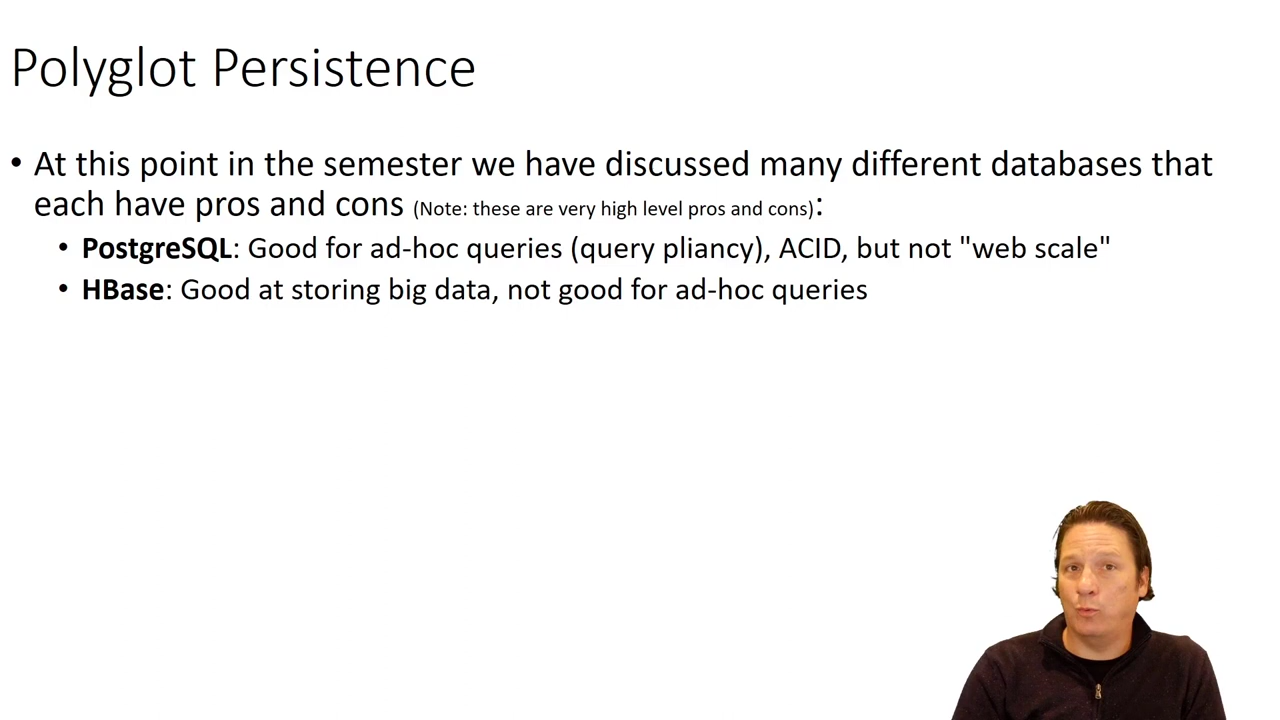 Polyglot Persistence
• At this point in the semester we have discussed many different databases that
each have pros and cons (Note: these are very high level pros and cons):
• PostgreSQL: Good for ad-hoc queries (query pliancy), ACID, but not "web scale"
• HBase: Good at storing big data, not good for ad-hoc queries